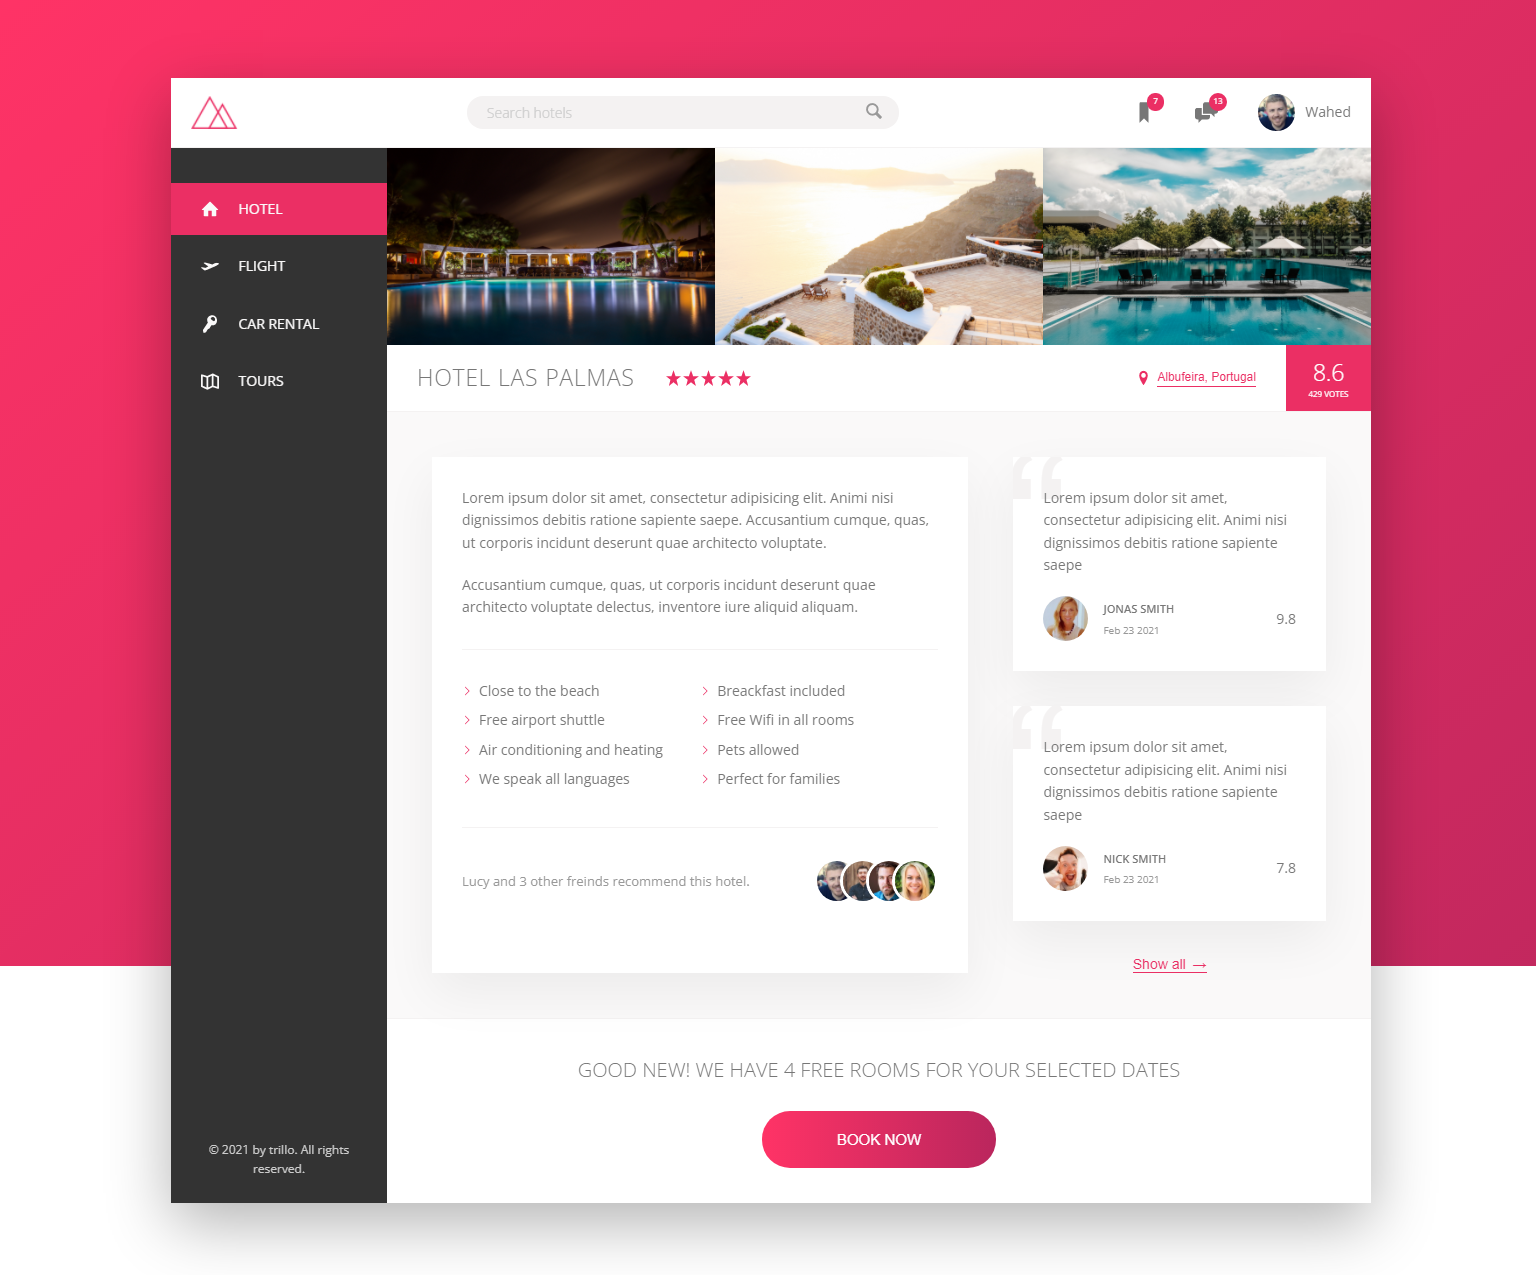 Search hotels
7
13
Wahed
HOTEL
FLIGHT
CAR RENTAL
TOURS
© 2021 by trillo. All rights
reserved.
HOTEL LAS PALMAS
Albufeira, Portugal
8.6
429 VOTES
Lorem ipsum dolor sit amet, consectetur adipisicing elit. Animi nisi
dignissimos debitis ratione sapiente saepe. Accusantium cumque, quas,
ut corporis incidunt deserunt quae architecto voluptate.
Accusantium cumque, quas, ut corporis incidunt deserunt quae
architecto voluptate delectus, inventore iure aliquid aliquam.
Close to the beach
Breackfast included
Free airport shuttle
Free Wifi in all rooms
Air conditioning and heating
Pets allowed
We speak all languages
Perfect for families
Lucy and 3 other freinds recommend this hotel.
“
Lorem ipsum dolor sit amet,
consectetur adipisicing elit. Animi nisi
dignissimos debitis ratione sapiente
saepe
JONAS SMITH
Feb 23 2021
9.8
“
Lorem ipsum dolor sit amet,
consectetur adipisicing elit. Animi nisi
dignissimos debitis ratione sapiente
saepe
NICK SMITH
Feb 23 2021
7.8
Show all →
GOOD NEW! WE HAVE 4 FREE ROOMS FOR YOUR SELECTED DATES
BOOK NOW